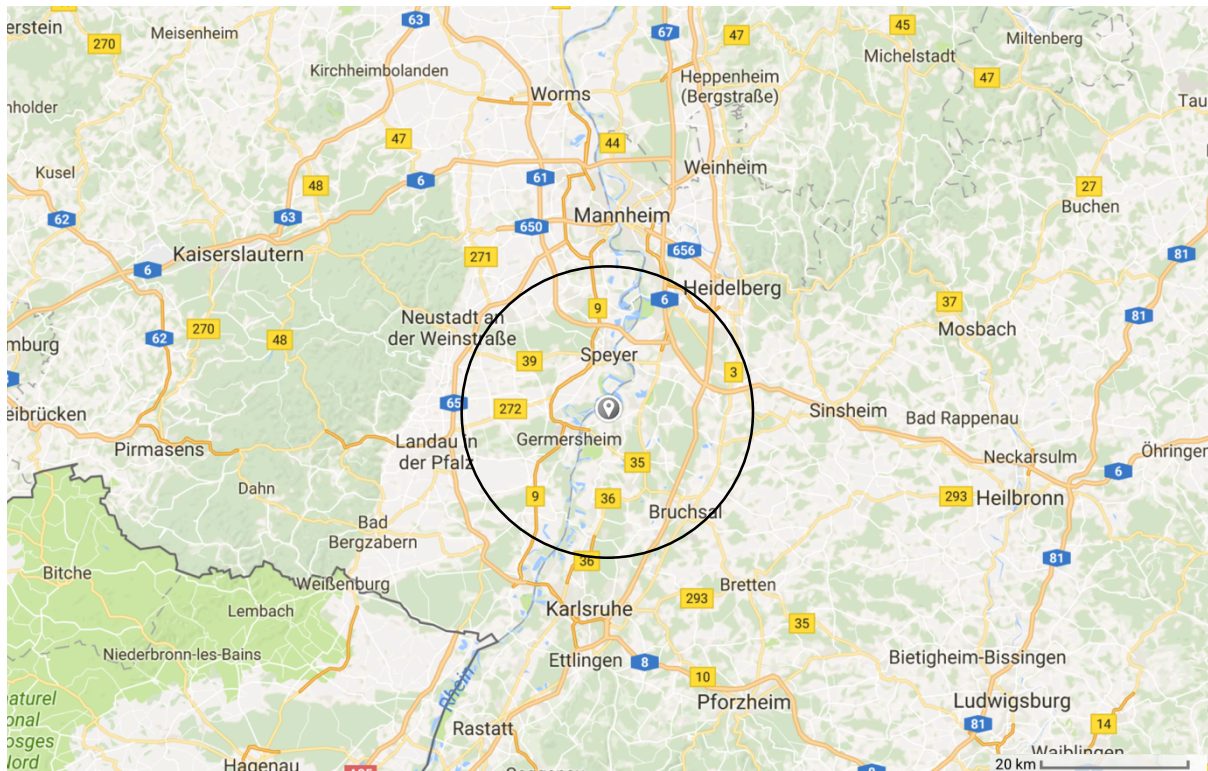 erstein
270
Meisenheim
63
67
47
45
Miltenberg
Michelstadt
47
Kirchheimbolanden
Heppenheim
(Bergstraße)
Worms
nholder
Tau
47
44
Weinheim
Kusel
61
6
48
27
Buchen
62
63
Mannheim
650
656
Kaiserslautern
271
81
6
Heidelberg
6
9
37
81
Neustadt an
der Weinstraße
Mosbach
270
62
48
mburg
Speyer
39
3
65
272
Sinsheim
Bad Rappenau
eibrücken
Landau in
der Pfalz
Germersheim
Pirmasens
35
Neckarsulm
Öhringen
6
Dahn
9
36
293
Heilbronn
Bruchsal
Bad
Bergzabern
36
81
Bitche
Weißenburg
Bretten
Lembach
293
Karlsruhe
35
Niederbronn-les-Bains
Ettlingen
8
Bietigheim-Bissingen
10
Rhein
Pforzheim
Ludwigsburg
naturel
onal
osges
Nord
Rastatt
81
14
Waiblingen
Hagenau
20 km